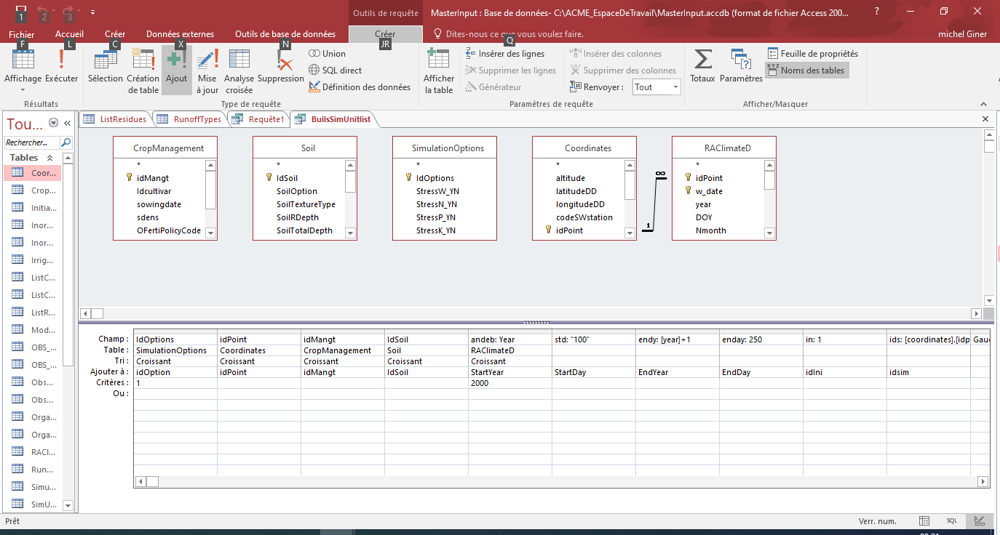 1 2 3
Outils de requête
MasterInput : Base de données- C:\ACME_EspaceDeTravail\MasterInput.accdb (format de fichier Access 200...
?
Fichier Accueil Créer Données externes Outils de base de données Créer Dites-nous ce que vous voulez faire. michel Giner
F L C X N JR Q
Affichage Exécuter
Résultats
Sélection Création de table Ajout Mise à jour Analyse croisée Suppression
Union
SQL direct
Définition des données
Type de requête
Afficher la table
Insérer des lignes
Supprimer les lignes
Générateur
Insérer des colonnes
Supprimer des colonnes
Renvoyer : Tout
Paramètres de requête
Totaux Paramètres
Feuille de propriétés
XYZ Noms des tables
Afficher/Masquer
Tou... «
Rechercher...
Tables
Coor...
Crop...
Initia...
Inor...
Inor...
Irrig...
ListC...
ListC...
ListR...
Mod...
OBS_...
OBS_...
Obs...
Obs...
Orga...
Orga...
RACl...
Run...
Simu...
SimU...
ListResidues RunoffTypes Requête1 BuilsSimUnitlist
CropManagement
*
idMangt
Idcultivar
sowingdate
sdens
OFertiPolicyCode
Soil
*
IdSoil
SoilOption
SoilTextureType
SoilRDepth
SoilTotalDepth
SimulationOptions
*
IdOptions
StressW_YN
StressN_YN
StressP_YN
StressK_YN
Coordinates
*
altitude
latitudeDD
longitudeDD
codeSWstation
idPoint
1 ∞
RAClimateD
*
idPoint
w_date
year
DOY
Nmonth
Champ : IdOptions idPoint idMangt IdSoil andeb: Year std: "100" endy: [year]+1 enday: 250 in: 1 ids: [coordinates].[idp Gauc
Table : SimulationOptions Coordinates CropManagement Soil RAClimateD
Tri : Croissant Croissant Croissant Croissant Croissant
Ajouter à : idOption idPoint idMangt IdSoil StartYear StartDay EndYear EndDay idIni idsim
Critères : 1 2000
Ou :
Prêt Verr. num. SQL